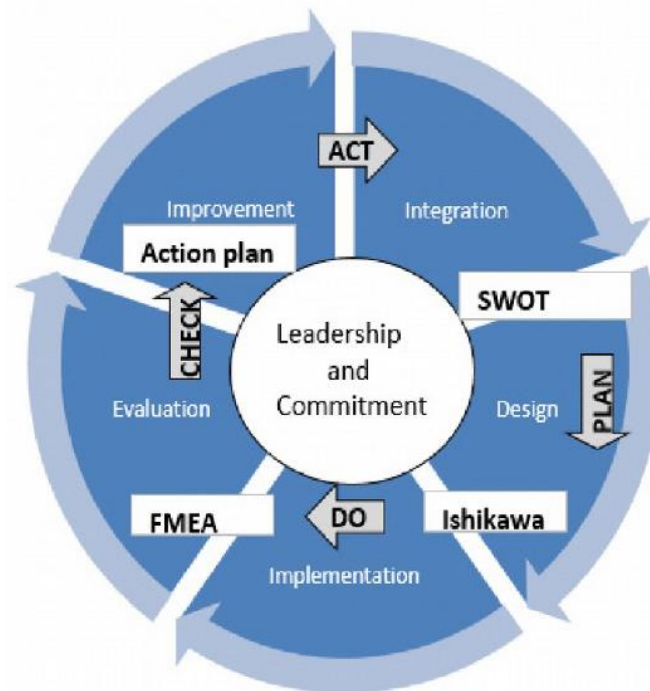 ACT
Improvement
Integration
Action plan
SWOT
CHECK
Leadership
and
Commitment
PLAN
Evaluation
Design
FMEA
DO
Ishikawa
Implementation